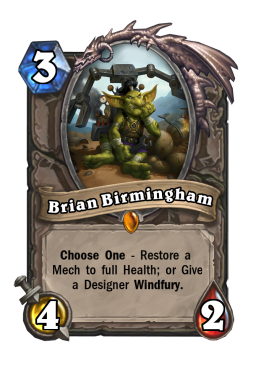 3
Brian Birmingham
Choose One - Restore a
Mech to full Health; or Give
a Designer Windfury.
4
2